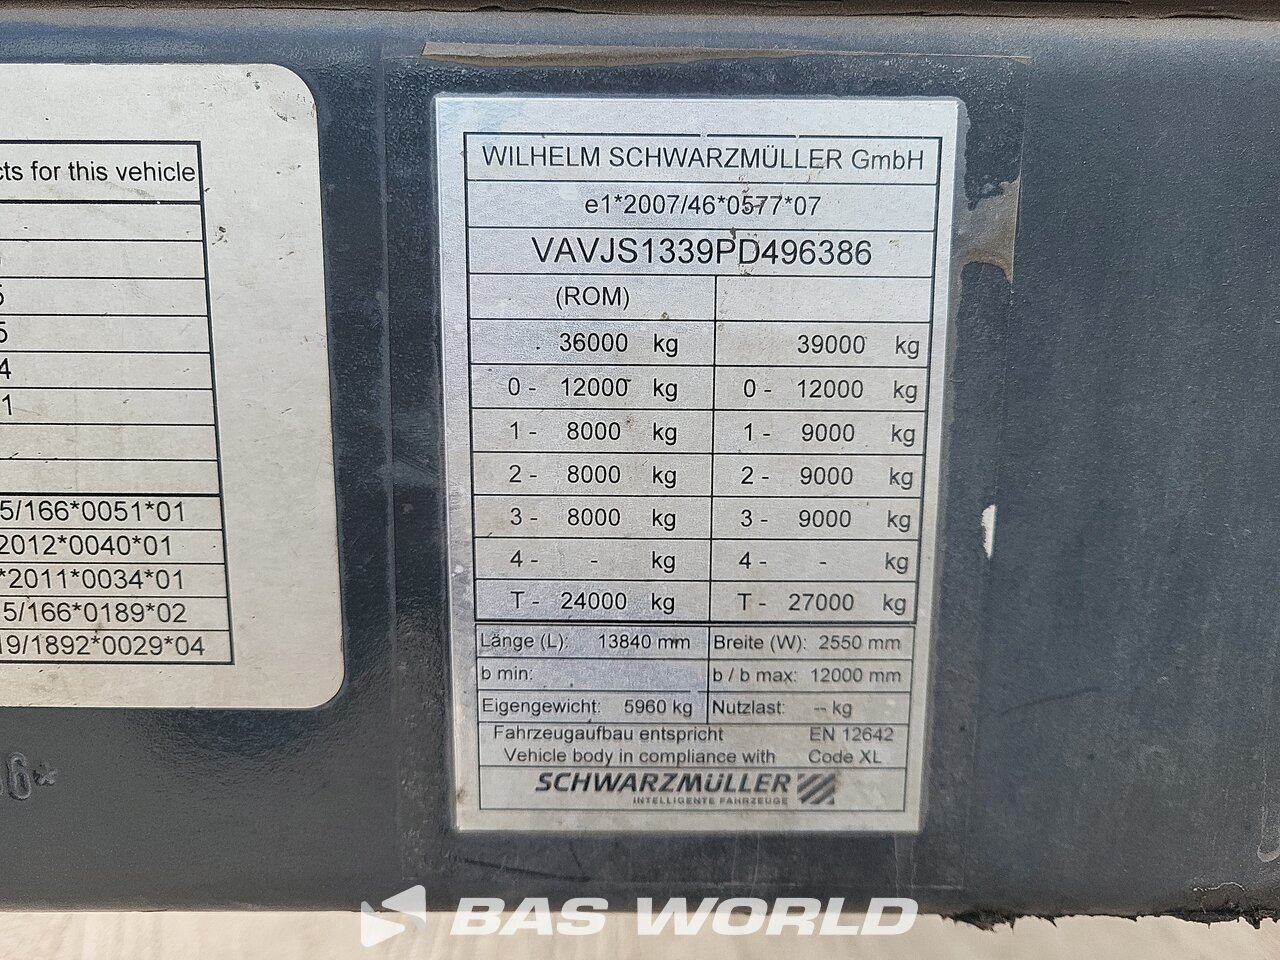 cts for this vehicle
5
5
4
1
5/166*0051*01
2012*0040*01
*2011*0034*01
5/166*0189*02
19/1892*0029*04
6*
WILHELM SCHWARZMÜLLER GmbH
e1*2007/46*0577*07
VAVJS1339PD496386
(ROM)
36000 kg 39000 kg
0 - 12000 kg 0 - 12000 kg
1 - 8000 kg 1 - 9000 kg
2 - 8000 kg 2 - 9000 kg
3 - 8000 kg 3 - 9000 kg
4 - - kg 4 - - kg
T - 24000 kg T - 27000 kg
Länge (L): 13840 mm Breite (W): 2550 mm
b min: b / b max: 12000 mm
Eigengewicht: 5960 kg Nutzlast: -- kg
Fahrzeugaufbau entspricht EN 12642
Vehicle body in compliance with Code XL
SCHWARZMÜLLER
INTELLIGENTE FAHRZEUGE
BAS WORLD